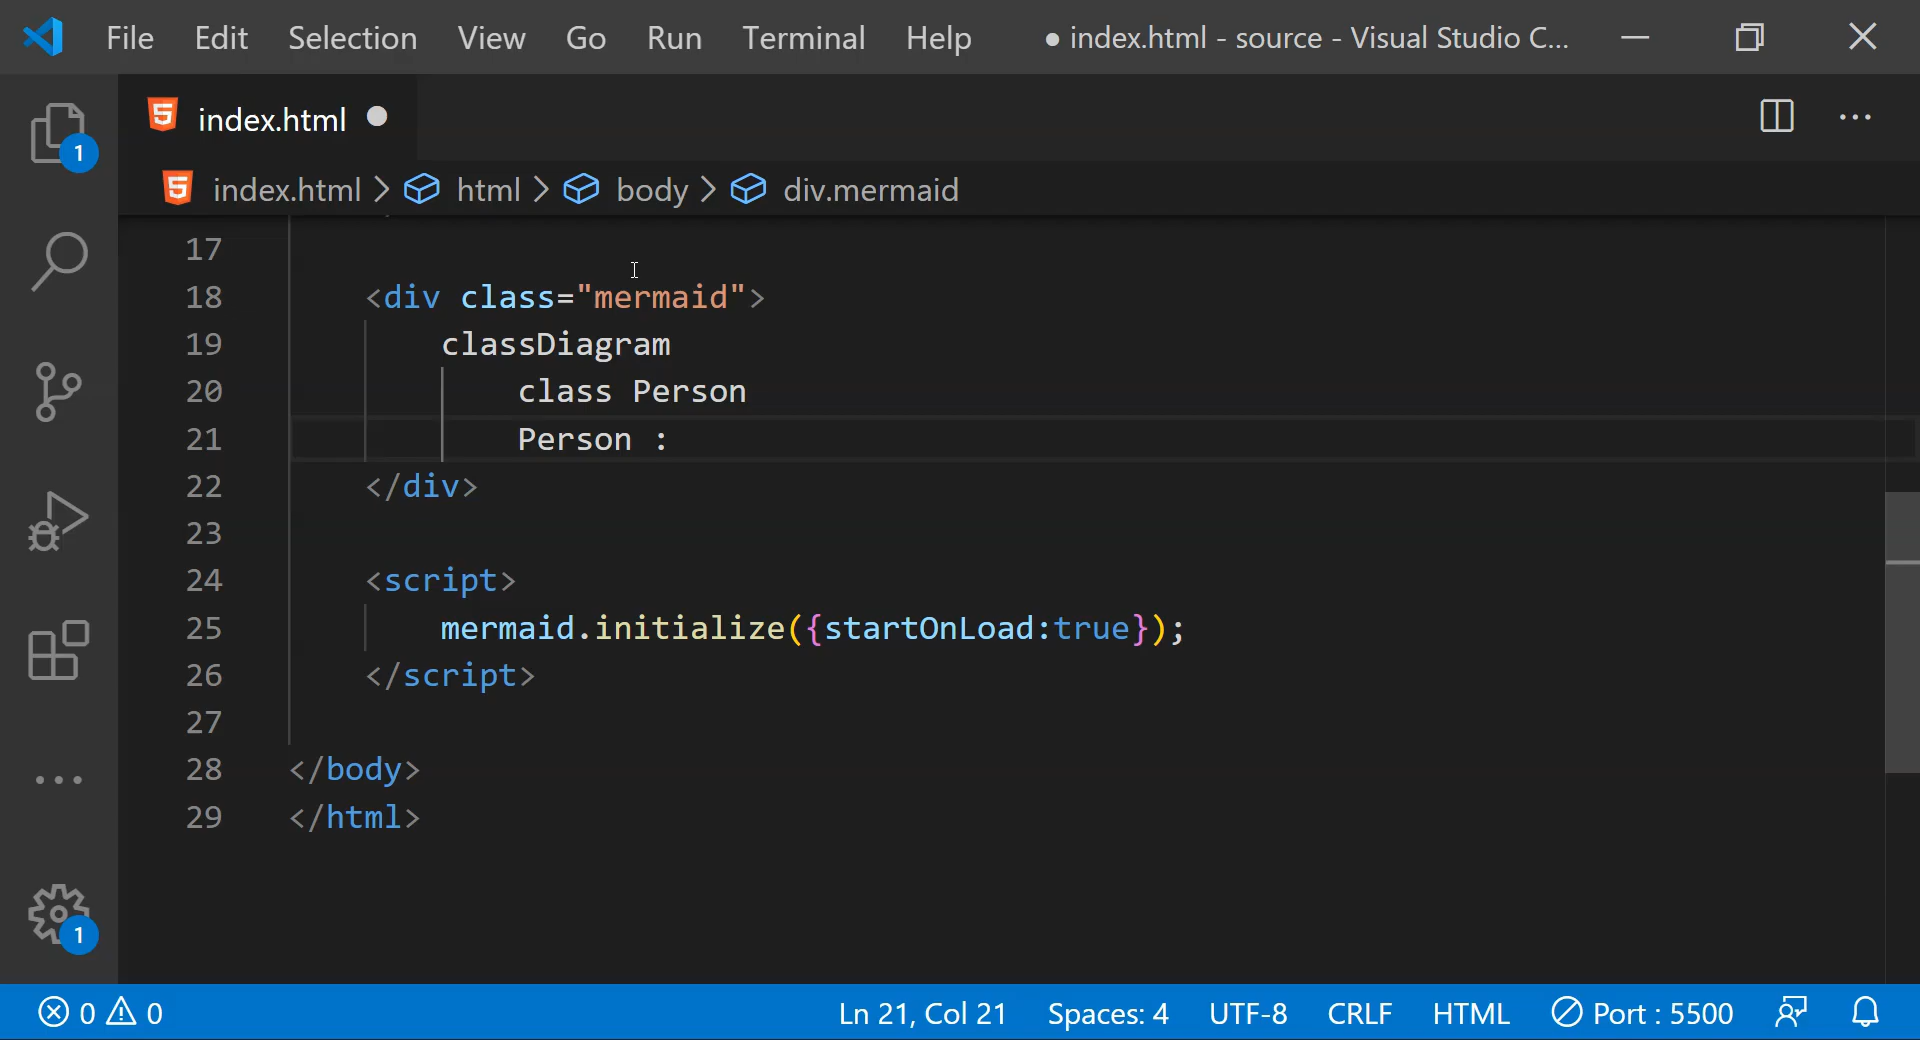 File Edit Selection View Go Run Terminal Help ● index.html - source - Visual Studio C...
index.html ●
index.html > html > body > div.mermaid
1
17
18 <div class="mermaid">
19 classDiagram
20 class Person
21 Person :
22 </div>
23
24 <script>
25 mermaid.initialize({startOnLoad:true});
26 </script>
27
28 </body>
29 </html>
1
0 0 Ln 21, Col 21 Spaces: 4 UTF-8 CRLF HTML Port : 5500